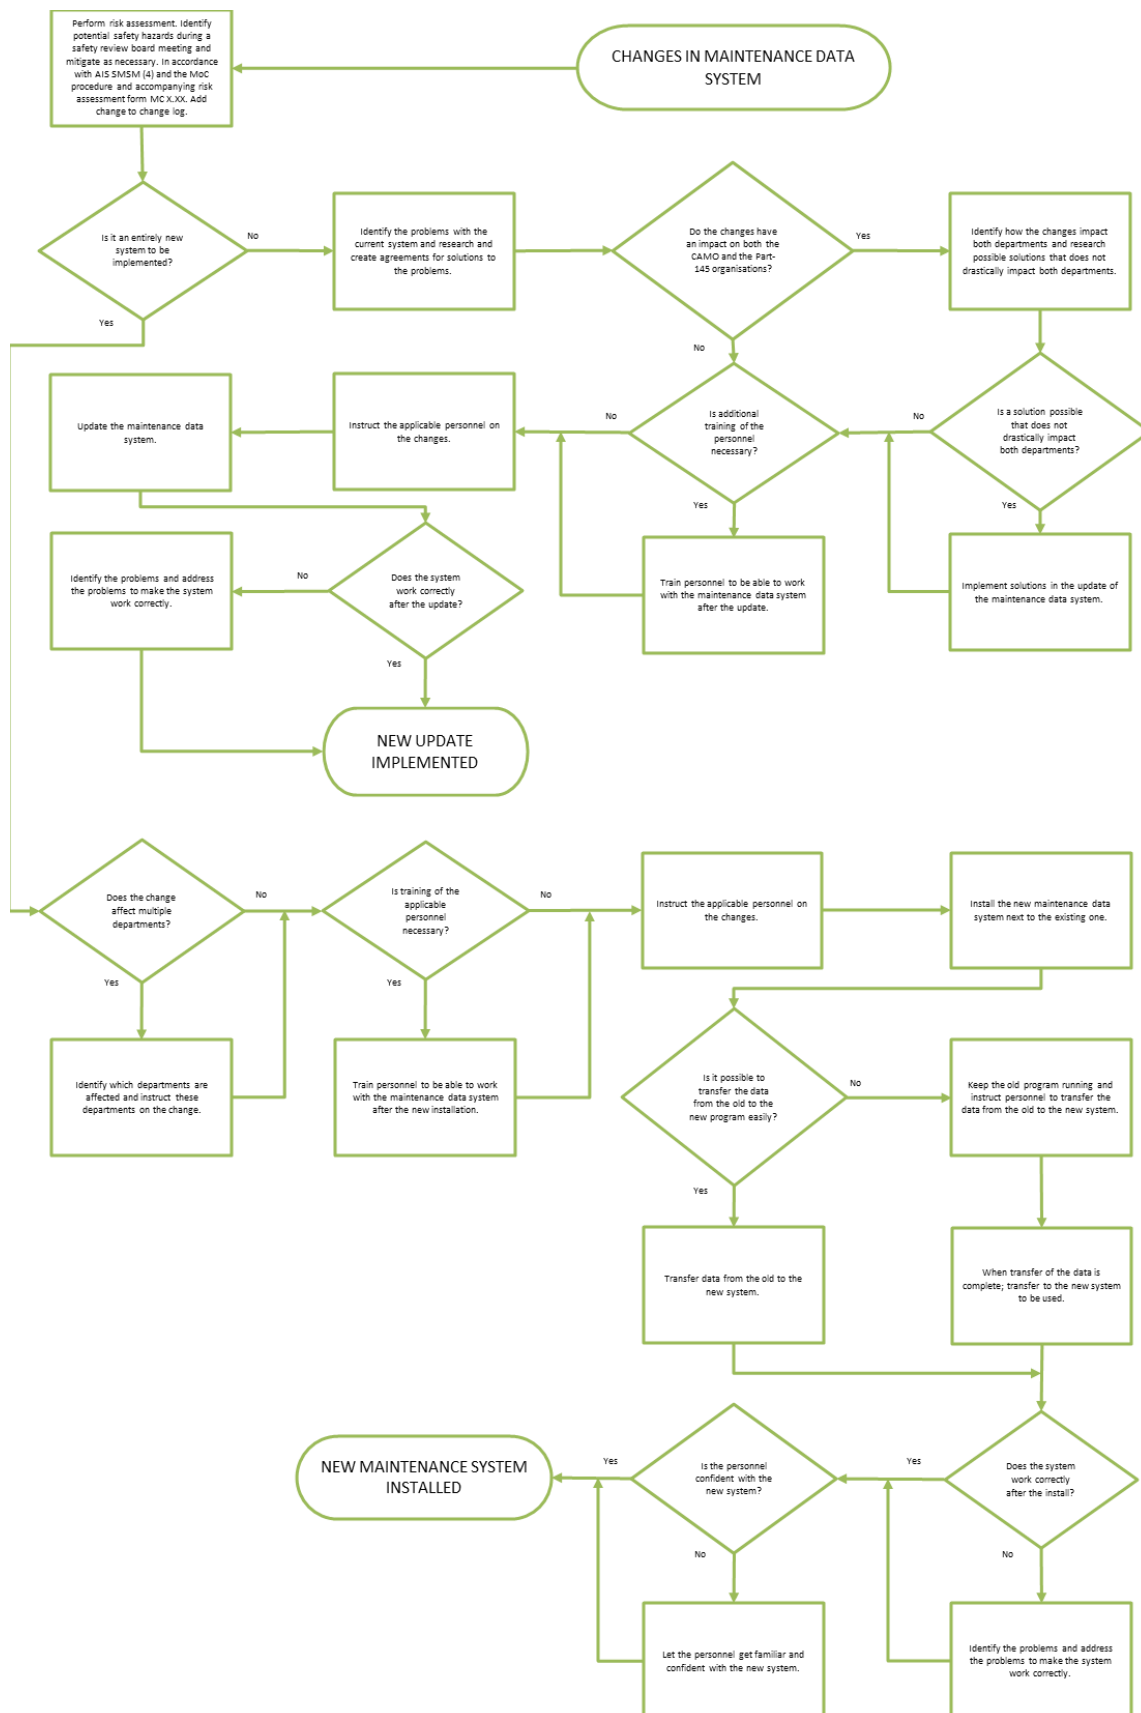 Perform risk assessment. Identify
potential safety hazards during a
safety review board meeting and
mitigate as necessary. In accordance
with AIS SMSM (4) and the MoC
procedure and accompanying risk
assessment form MC X.XX. Add
change to change log.
CHANGES IN MAINTENANCE DATA
SYSTEM
Is it an entirely new
system to be
implemented?
No
Yes
Identify the problems with the
current system and research and
create agreements for solutions to
the problems.
Do the changes have
an impact on both the
CAMO and the Part-
145 organisations?
Yes
No
Identify how the changes impact
both departments and research
possible solutions that does not
drastically impact both departments.
Update the maintenance data
system.
Instruct the applicable personnel
on the changes.
No
Is additional
training of the
personnel
necessary?
Yes
No
Is a solution possible
that does not
drastically impact
both departments?
Yes
Identify the problems and address
the problems to make the system
work correctly.
No
Does the system
work correctly
after the update?
Yes
Train personnel to be able to work
with the maintenance data system
after the update.
Implement solutions in the update of
the maintenance data system.
NEW UPDATE
IMPLEMENTED
Does the change
affect multiple
departments?
No
Yes
Is training of the
applicable
personnel
necessary?
No
Yes
Instruct the applicable personnel
on the changes.
Install the new maintenance data
system next to the existing one.
Identify which departments are
affected and instruct these
departments on the change.
Train personnel to be able to work
with the maintenance data system
after the new installation.
Is it possible to
transfer the data
from the old to the
new program easily?
No
Yes
Keep the old program running and
instruct personnel to transfer the
data from the old to the new system.
Transfer data from the old to the
new system.
When transfer of the data is
complete; transfer to the new system
to be used.
NEW MAINTENANCE SYSTEM
INSTALLED
Yes
Is the personnel
confident with the
new system?
No
Yes
Does the system
work correctly
after the install?
No
Let the personnel get familiar and
confident with the new system.
Identify the problems and address
the problems to make the system
work correctly.